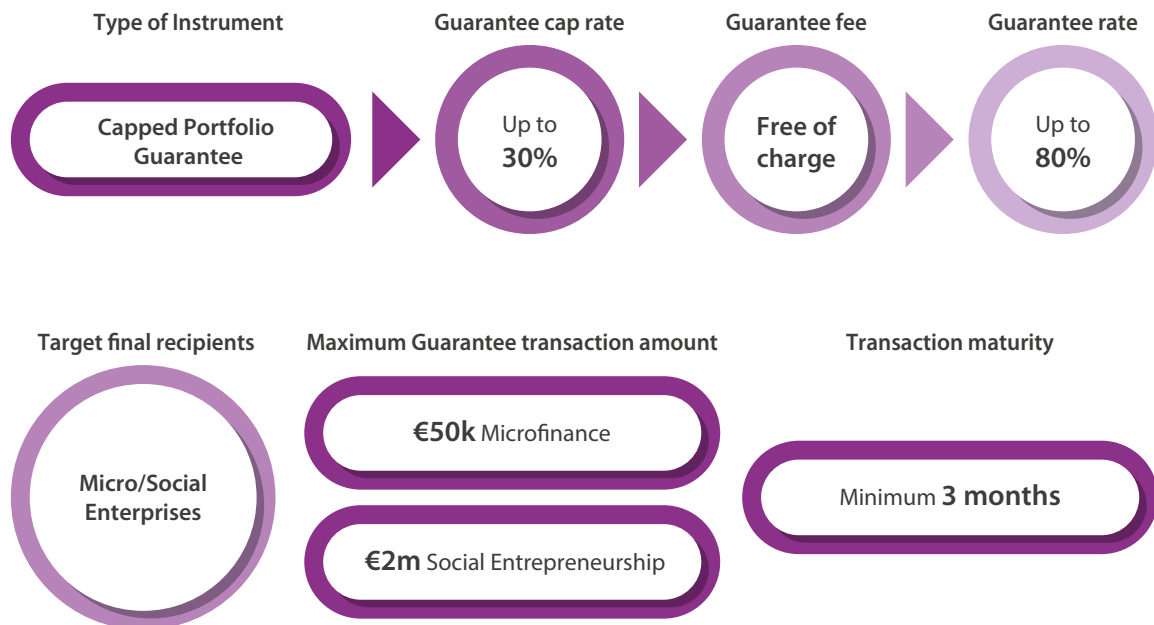 Type of Instrument
Guarantee cap rate
Guarantee fee
Guarantee rate
Capped Portfolio
Guarantee
Up to
30%
Free of
charge
Up to
80%
Target final recipients
Maximum Guarantee transaction amount
Transaction maturity
Micro/Social
Enterprises
€50k Microfinance
€2m Social Entrepreneurship
Minimum 3 months